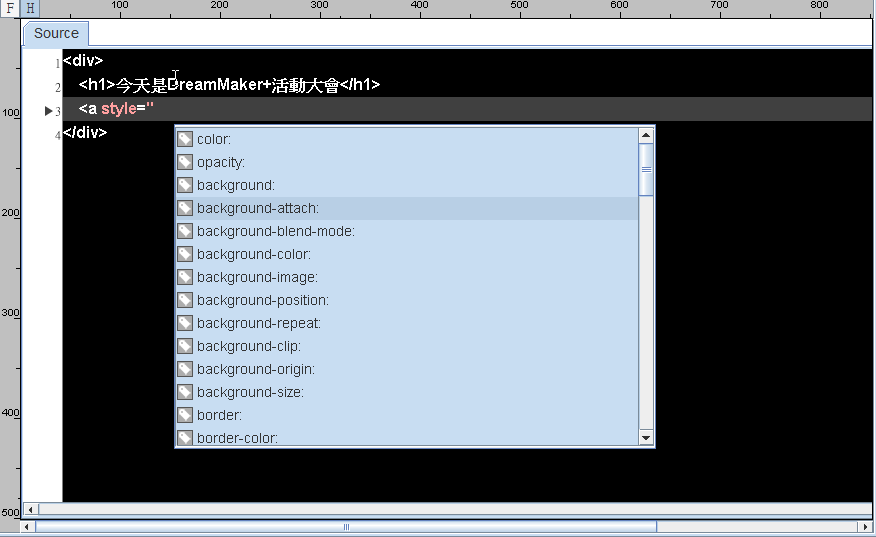 F H 100 200 300 400 500 600 700 800
Source
1 <div>
2 <h1>今天是DreamMaker+活動大會</h1>
100 3 <a style=''
4 </div>
color:
opacity:
background:
200 background-attach:
background-blend-mode:
background-color:
background-image:
background-position:
300 background-repeat:
background-clip:
background-origin:
background-size:
400 border:
border-color:
500